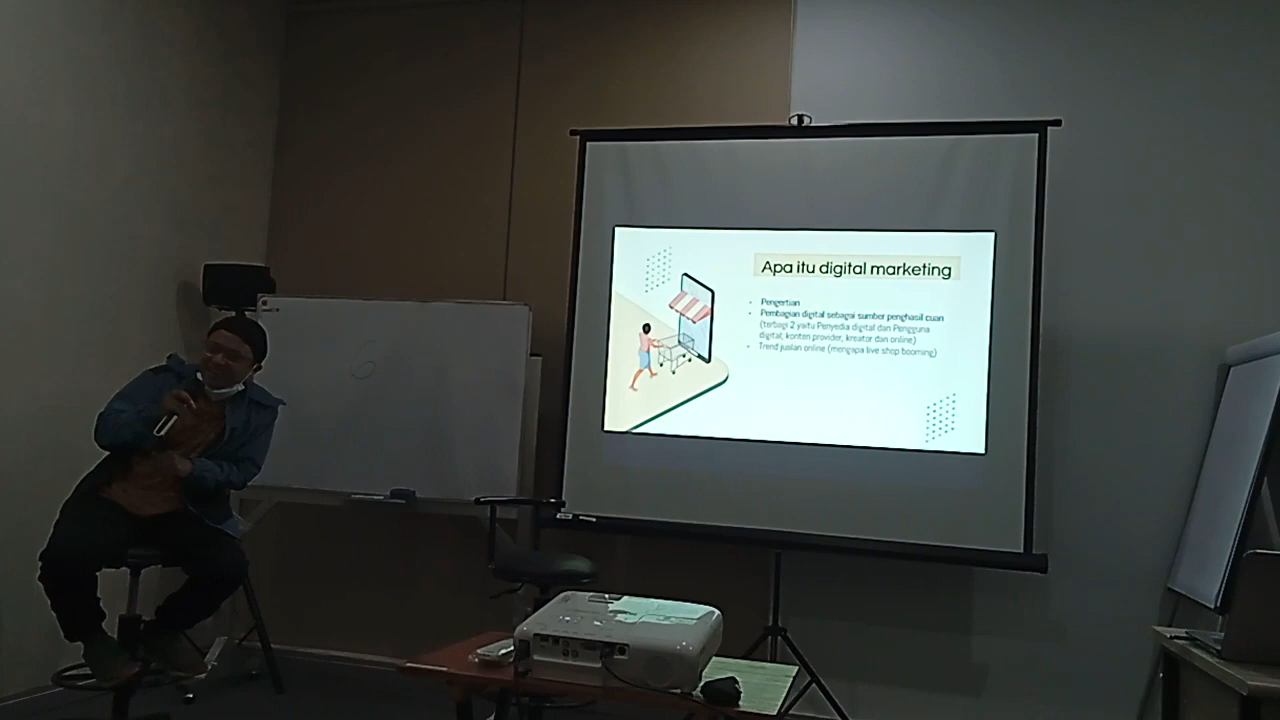 Apa itu digital marketing
• Pengertian
• Pembagian digital sebagai sumber penghasil cuan
(terbagi 2 yaitu Penyedia digital dan Pengguna
digital, konten provider, kreator dan online)
• Trend jualan online (mengapa live shop booming)